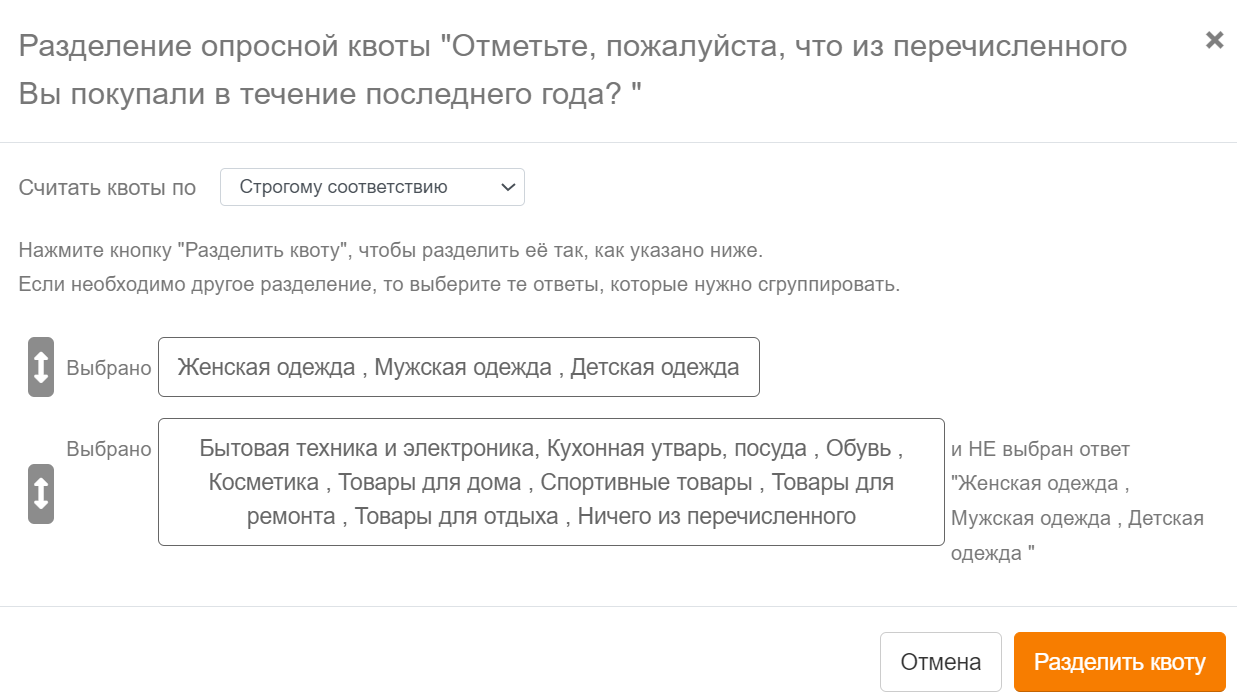 Разделение опросной квоты "Отметьте, пожалуйста, что из перечисленного
Вы покупали в течение последнего года? "
Считать квоты по
Строгому соответствию
Нажмите кнопку "Разделить квоту", чтобы разделить её так, как указано ниже.
Если необходимо другое разделение, то выберите те ответы, которые нужно сгруппировать.
Выбрано
Женская одежда , Мужская одежда , Детская одежда
Выбрано
Бытовая техника и электроника, Кухонная утварь, посуда , Обувь ,
Косметика , Товары для дома , Спортивные товары , Товары для
ремонта , Товары для отдыха , Ничего из перечисленного
и НЕ выбран ответ
"Женская одежда ,
Мужская одежда , Детская
одежда "
Отмена
Разделить квоту